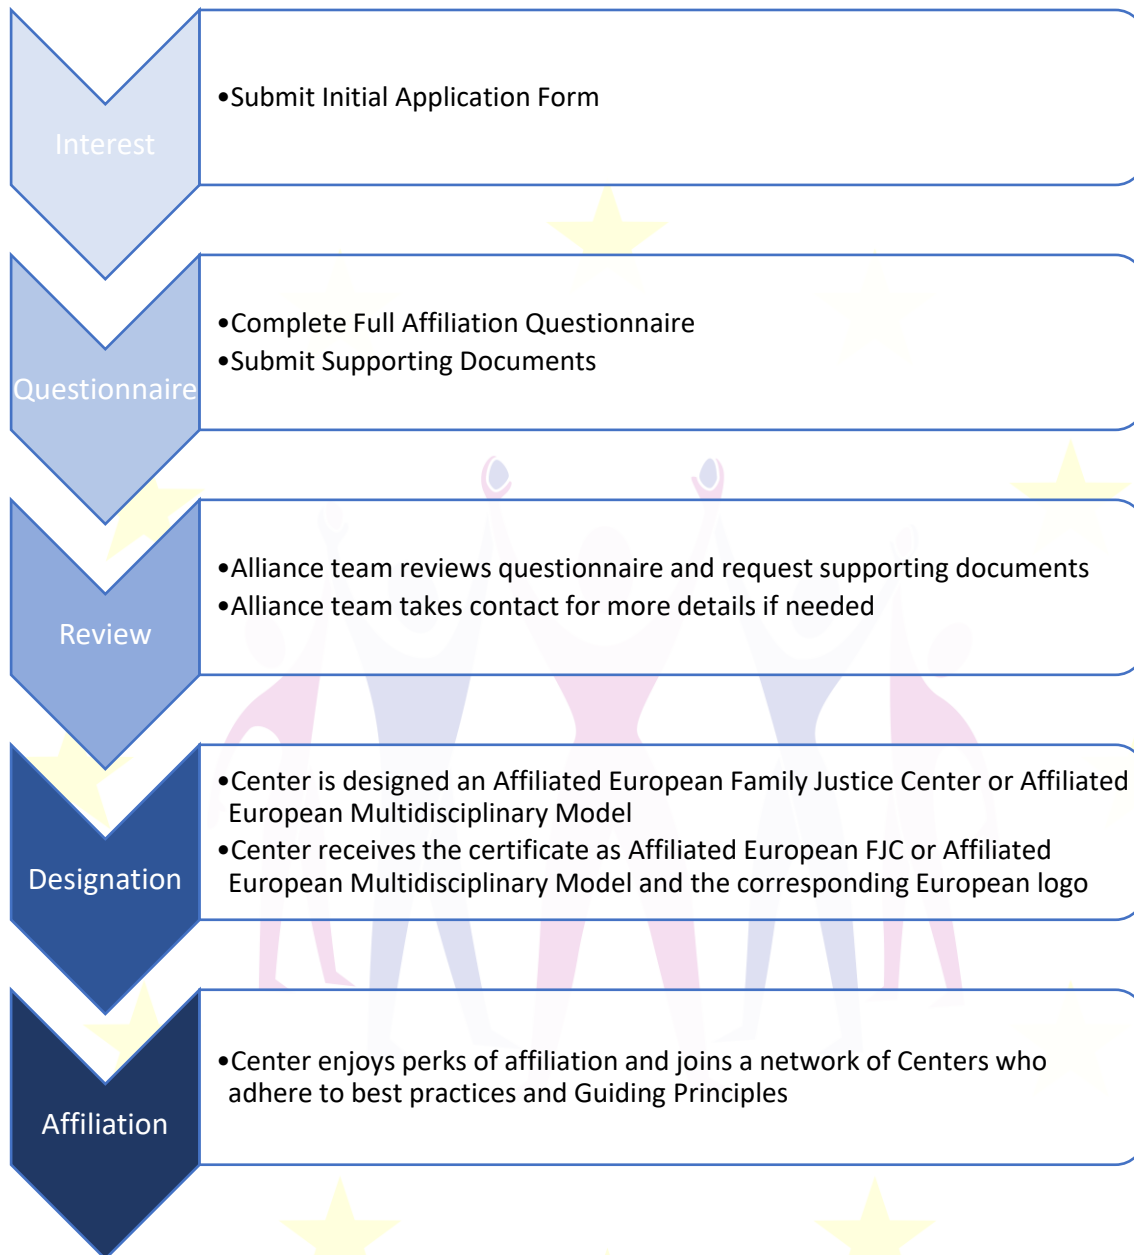 Interest
•Submit Initial Application Form
Questionnaire
•Complete Full Affiliation Questionnaire
•Submit Supporting Documents
Review
•Alliance team reviews questionnaire and request supporting documents
•Alliance team takes contact for more details if needed
Designation
•Center is designed an Affiliated European Family Justice Center or Affiliated
European Multidisciplinary Model
•Center receives the certificate as Affiliated European FJC or Affiliated
European Multidisciplinary Model and the corresponding European logo
Affiliation
•Center enjoys perks of affiliation and joins a network of Centers who
adhere to best practices and Guiding Principles